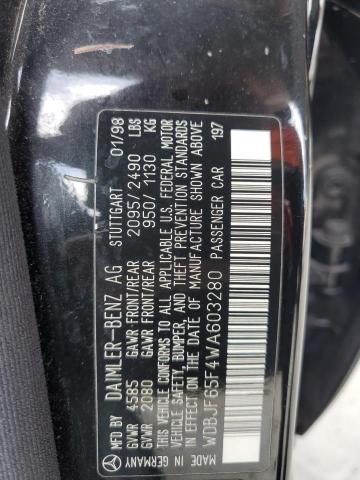 MFD BY DAIMLER-BENZ AG STUTTGART 01/98
GVWR 4585 GAWR FRONT/REAR 2095/2490 LBS
GVWR 2080 GAWR FRONT/REAR 950/1130 KG
THIS VEHICLE CONFORMS TO ALL APPLICABLE U.S. FEDERAL MOTOR
VEHICLE SAFETY, BUMPER, AND THEFT PREVENTION STANDARDS
IN EFFECT ON THE DATE OF MANUFACTURE SHOWN ABOVE
WDBJF65F4WA603280 PASSENGER CAR 197
MADE IN GERMANY